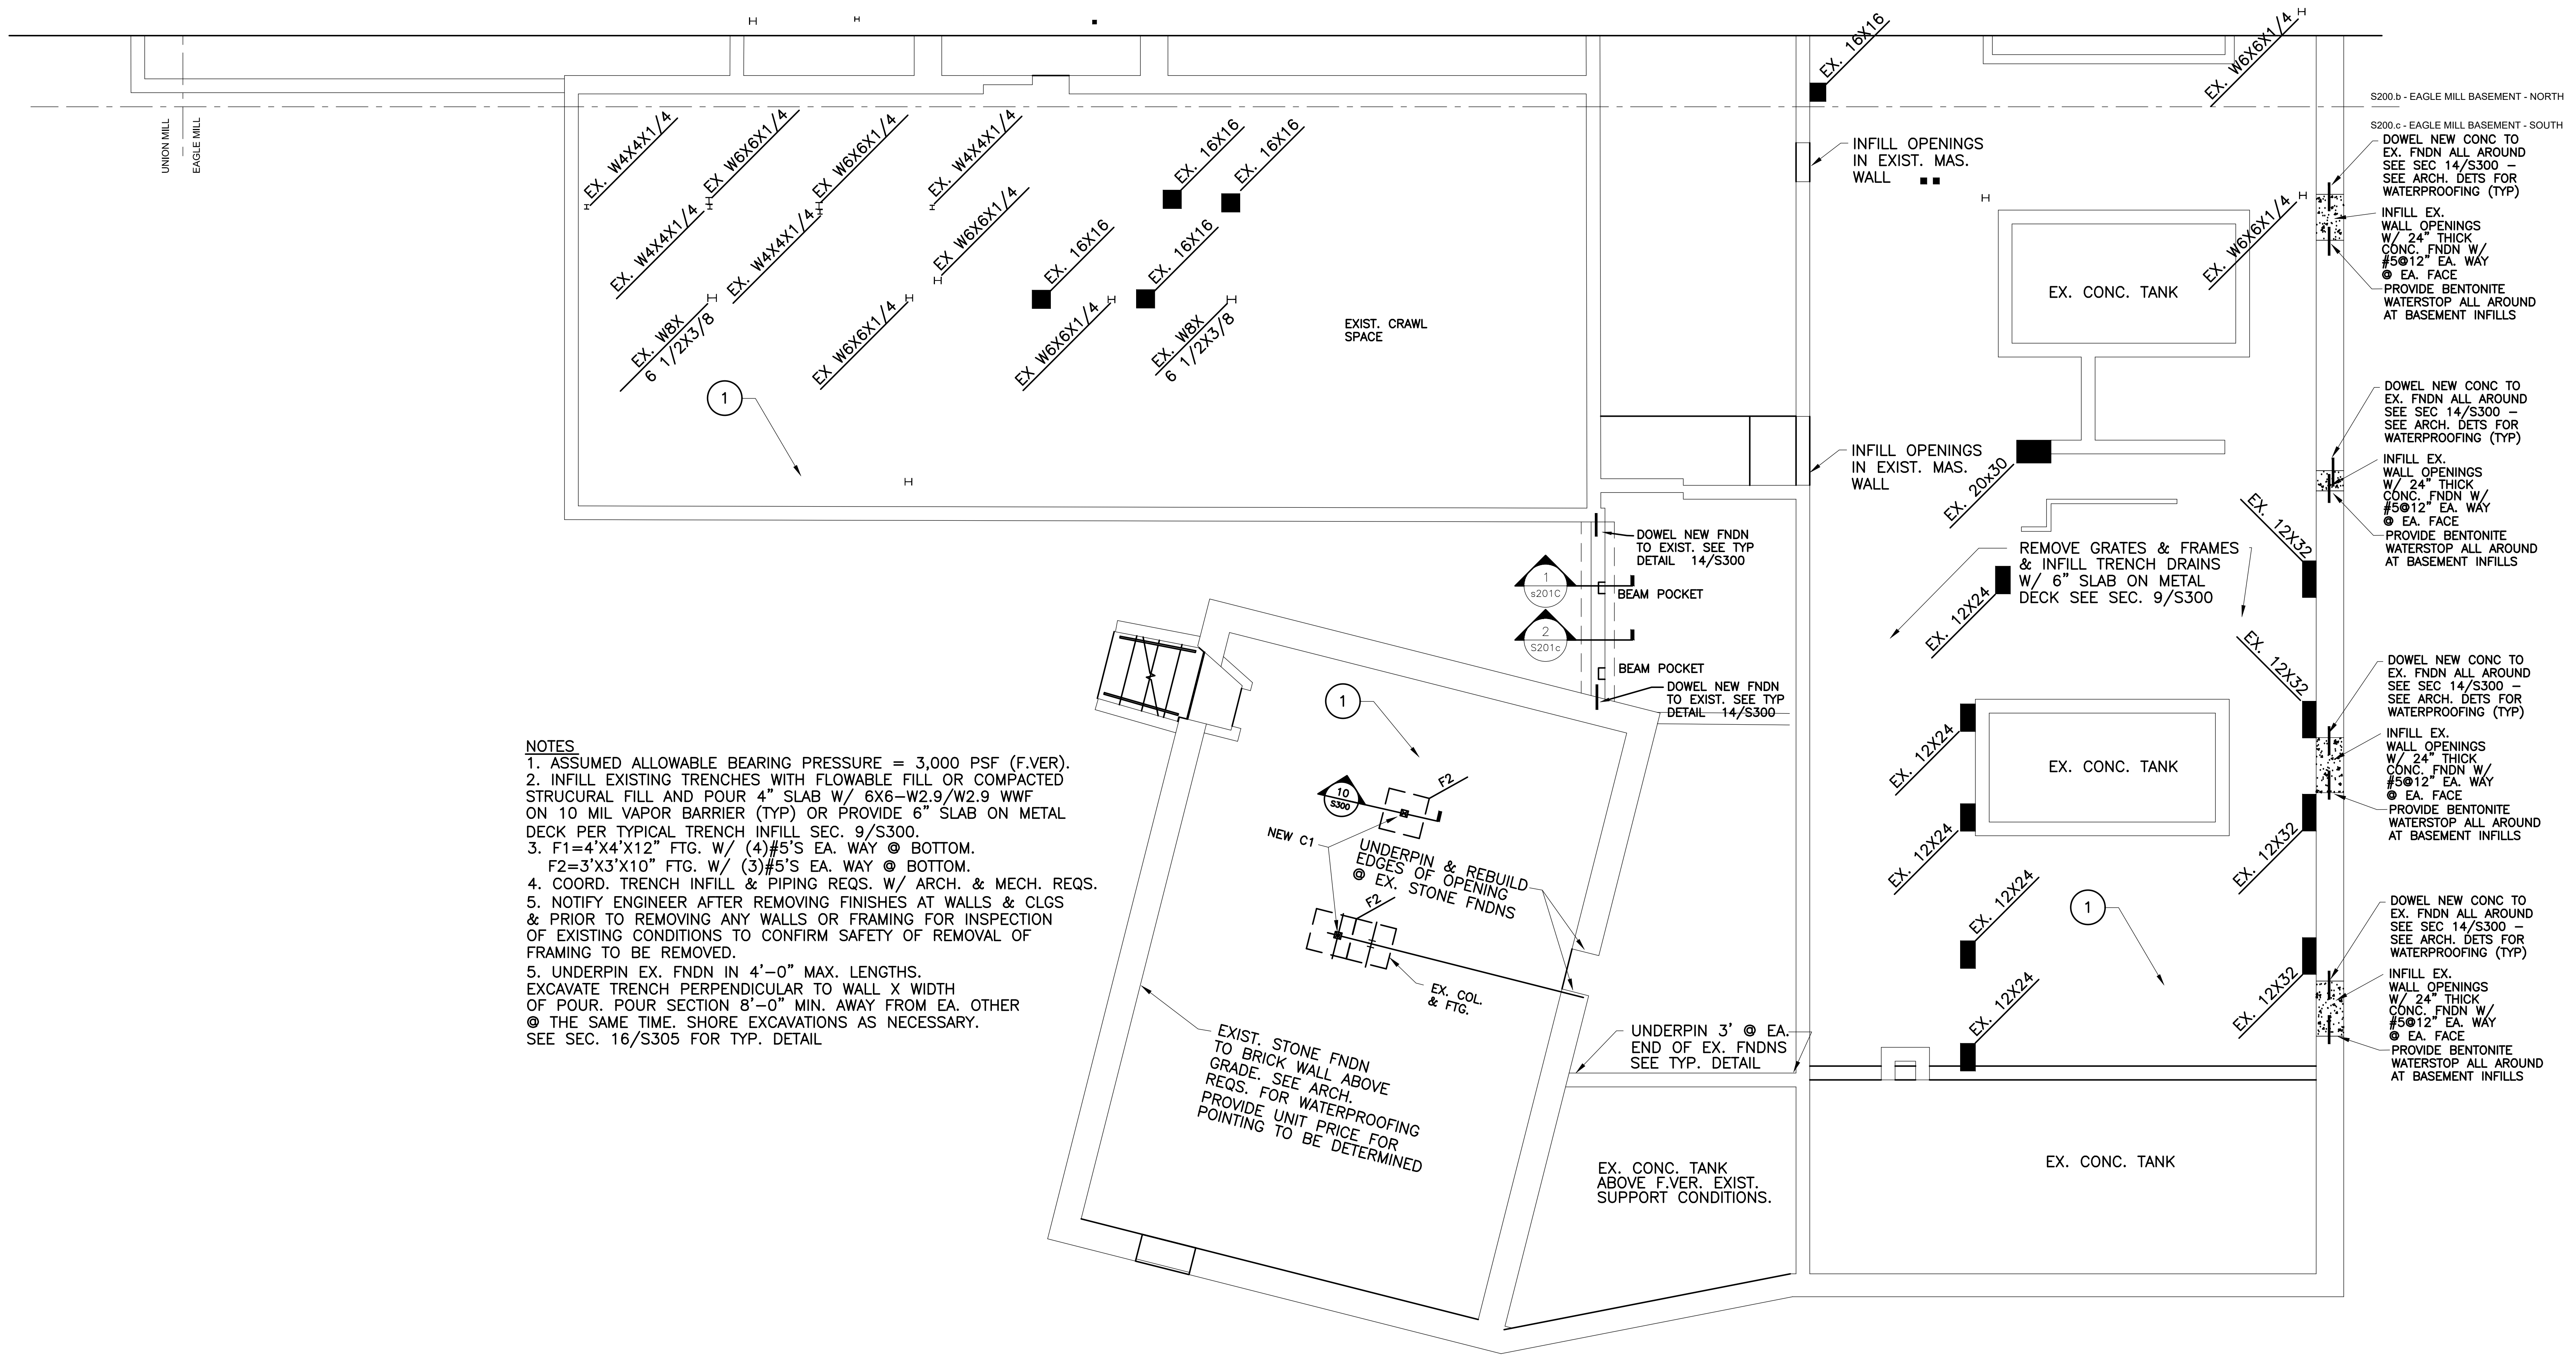 EX. 16X16
EX. W6X6X1/4
S200.b - EAGLE MILL BASEMENT - NORTH
S200.c - EAGLE MILL BASEMENT - SOUTH
UNION MILL
EAGLE MILL
EX. W4X4X1/4
EX. W6X6X1/4
EX. W6X6X1/4
EX. W4X4X1/4
EX. 16X16
EX. 16X16
EX. W4X4X1/4
EX. W4X4X1/4
EX W6X6X1/4
EX. 16X16
EX. 16X16
EX. W8X
6 1/2X3/8
EX W6X6X1/4
EX W6X6X1/4
EX. W8X
6 1/2X3/8
EXIST. CRAWL
SPACE
1
INFILL OPENINGS
IN EXIST. MAS.
WALL
EX. W6X6X1/4
EX. CONC. TANK
DOWEL NEW CONC TO
EX. FNDN ALL AROUND
SEE SEC 14/S300 -
SEE ARCH. DETS FOR
WATERPROOFING (TYP)
INFILL EX.
WALL OPENINGS
W/ 24" THICK
CONC. FNDN W/
#5@12" EA. WAY
@ EA. FACE
PROVIDE BENTONITE
WATERSTOP ALL AROUND
AT BASEMENT INFILLS
INFILL OPENINGS
IN EXIST. MAS.
WALL
EX. 20x30
DOWEL NEW CONC TO
EX. FNDN ALL AROUND
SEE SEC 14/S300 -
SEE ARCH. DETS FOR
WATERPROOFING (TYP)
INFILL EX.
WALL OPENINGS
W/ 24" THICK
CONC. FNDN W/
#5@12" EA. WAY
@ EA. FACE
PROVIDE BENTONITE
WATERSTOP ALL AROUND
AT BASEMENT INFILLS
EX. 12X32
DOWEL NEW FNDN
TO EXIST. SEE TYP
DETAIL 14/S300
1
s201C
BEAM POCKET
2
S201c
BEAM POCKET
DOWEL NEW FNDN
TO EXIST. SEE TYP
DETAIL 14/S300
REMOVE GRATES & FRAMES
& INFILL TRENCH DRAINS
W/ 6" SLAB ON METAL
DECK SEE SEC. 9/S300
EX. 12X24
EX. 12X32
DOWEL NEW CONC TO
EX. FNDN ALL AROUND
SEE SEC 14/S300 -
SEE ARCH. DETS FOR
WATERPROOFING (TYP)
INFILL EX.
WALL OPENINGS
W/ 24" THICK
CONC. FNDN W/
#5@12" EA. WAY
@ EA. FACE
PROVIDE BENTONITE
WATERSTOP ALL AROUND
AT BASEMENT INFILLS
1
EX. 12X24
EX. CONC. TANK
EX. 12X24
EX. 12X32
NOTES
1. ASSUMED ALLOWABLE BEARING PRESSURE = 3,000 PSF (F.VER).
2. INFILL EXISTING TRENCHES WITH FLOWABLE FILL OR COMPACTED
STRUCURAL FILL AND POUR 4" SLAB W/ 6X6-W2.9/W2.9 WWF
ON 10 MIL VAPOR BARRIER (TYP) OR PROVIDE 6" SLAB ON METAL
DECK PER TYPICAL TRENCH INFILL SEC. 9/S300.
3. F1=4'X4'X12" FTG. W/ (4)#5'S EA. WAY @ BOTTOM.
F2=3'X3'X10" FTG. W/ (3)#5'S EA. WAY @ BOTTOM.
4. COORD. TRENCH INFILL & PIPING REQS. W/ ARCH. & MECH. REQS.
5. NOTIFY ENGINEER AFTER REMOVING FINISHES AT WALLS & CLGS
& PRIOR TO REMOVING ANY WALLS OR FRAMING FOR INSPECTION
OF EXISTING CONDITIONS TO CONFIRM SAFETY OF REMOVAL OF
FRAMING TO BE REMOVED.
5. UNDERPIN EX. FNDN IN 4'-0" MAX. LENGTHS.
EXCAVATE TRENCH PERPENDICULAR TO WALL X WIDTH
OF POUR. POUR SECTION 8'-0" MIN. AWAY FROM EA. OTHER
@ THE SAME TIME. SHORE EXCAVATIONS AS NECESSARY.
SEE SEC. 16/S305 FOR TYP. DETAIL
10
S300
F2
NEW C1
UNDERPIN & REBUILD
EDGES OF OPENING
@ EX. STONE FNDNS
F2
EX. COL.
& FTG.
EX. 12X24
1
EX. 12X24
EX. 12X32
DOWEL NEW CONC TO
EX. FNDN ALL AROUND
SEE SEC 14/S300 -
SEE ARCH. DETS FOR
WATERPROOFING (TYP)
INFILL EX.
WALL OPENINGS
W/ 24" THICK
CONC. FNDN W/
#5@12" EA. WAY
@ EA. FACE
PROVIDE BENTONITE
WATERSTOP ALL AROUND
AT BASEMENT INFILLS
EXIST. STONE FNDN
TO BRICK WALL ABOVE
GRADE. SEE ARCH.
REQS. FOR WATERPROOFING
PROVIDE UNIT PRICE FOR
POINTING TO BE DETERMINED
UNDERPIN 3' @ EA.
END OF EX. FNDNS
SEE TYP. DETAIL
EX. CONC. TANK
ABOVE F.VER. EXIST.
SUPPORT CONDITIONS.
EX. CONC. TANK